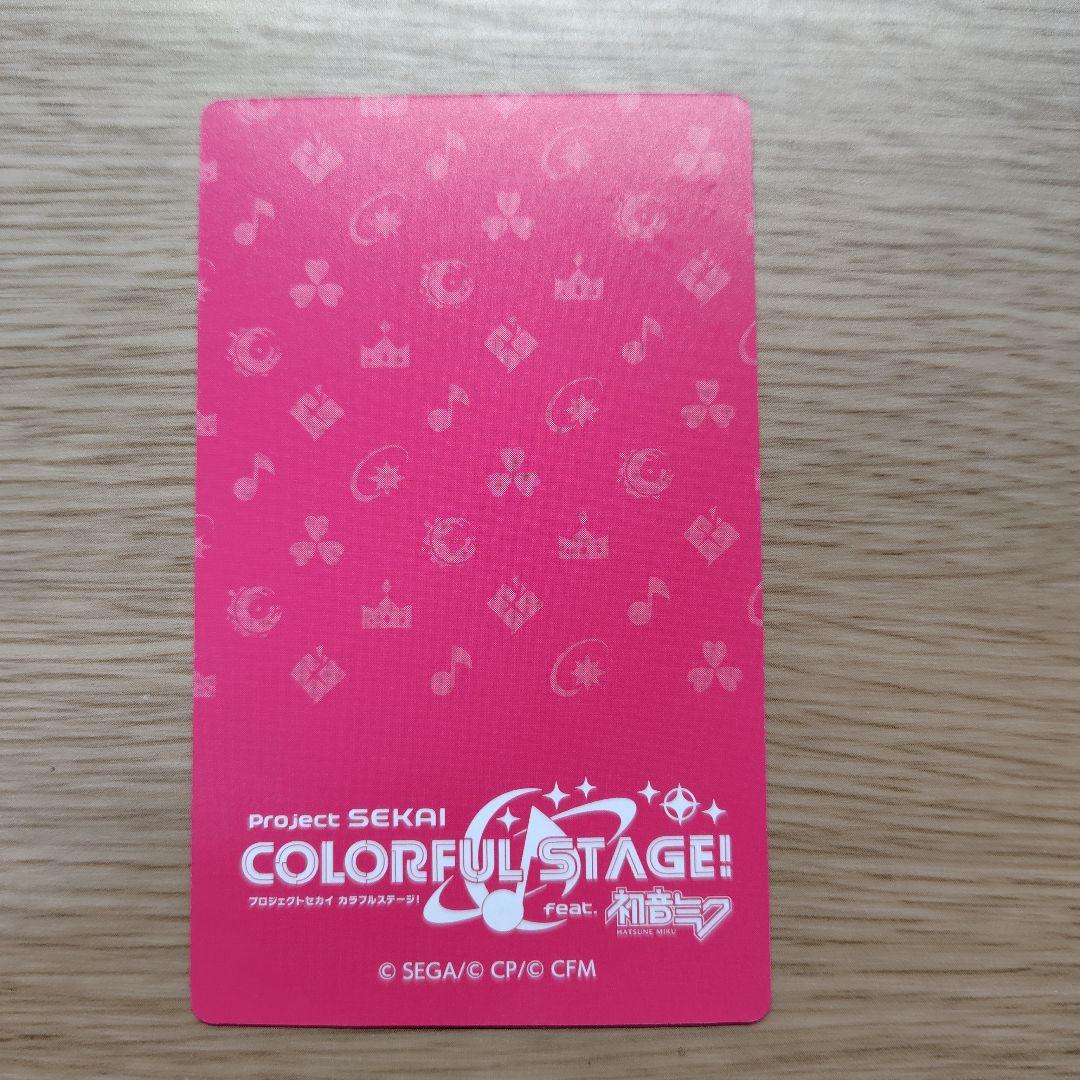 Project SEKAI
COLORFUL STAGE!
プロジェクトセカイ カラフルステージ!
feat. 初音ミク
HATSUNE MIKU
© SEGA/© CP/© CFM